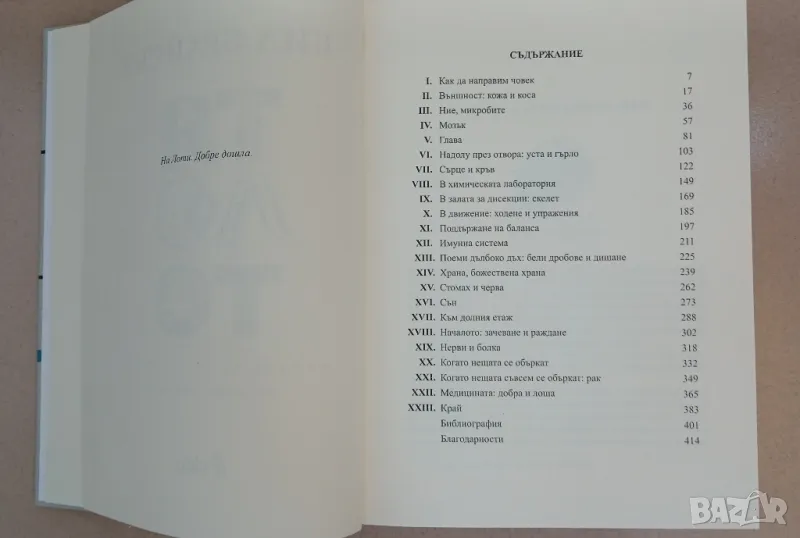 На Лоти. Добре дошла.
СЪДЪРЖАНИЕ
I. Как да направим човек 7
II. Външност: кожа и коса 17
III. Ние, микробите 36
IV. Мозък 57
V. Глава 81
VI. Надолу през отвора: уста и гърло 103
VII. Сърце и кръв 122
VIII. В химическата лаборатория 149
IX. В залата за дисекции: скелет 169
X. В движение: ходене и упражения 185
XI. Поддържане на баланса 197
XII. Имунна система 211
XIII. Поеми дълбоко дъх: бели дробове и дишане 225
XIV. Храна, божествена храна 239
XV. Стомах и черва 262
XVI. Сън 273
XVII. Към долния етаж 288
XVIII. Началото: зачеване и раждане 302
XIX. Нерви и болка 318
XX. Когато нещата се объркат 332
XXI. Когато нещата съвсем се объркат: рак 349
XXII. Медицината: добра и лоша 365
XXIII. Край 383
Библиография 401
Благодарности 414
BAZAR